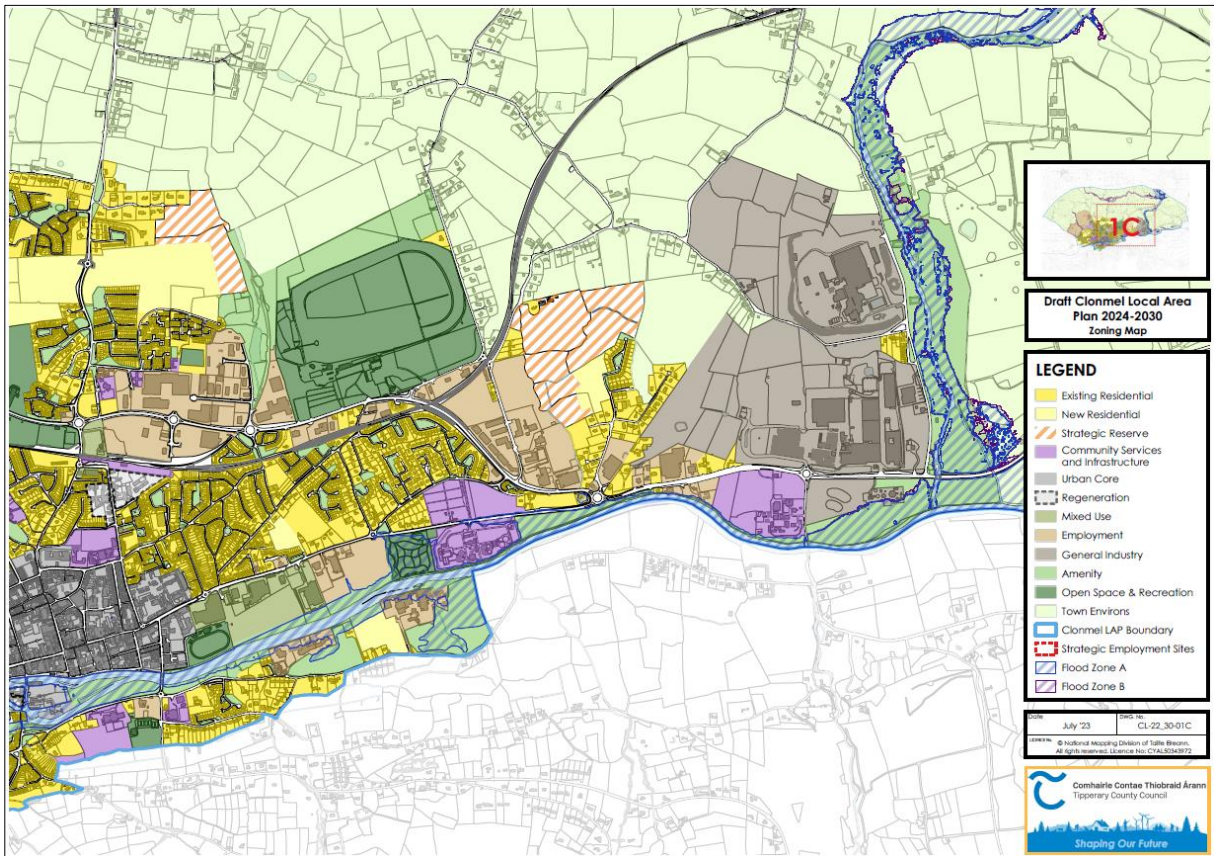 1C
Draft Clonmel Local Area
Plan 2024-2030
Zoning Map
LEGEND
Existing Residential
New Residential
Strategic Reserve
Community Services
and Infrastructure
Urban Core
Regeneration
Mixed Use
Employment
General Industry
Amenity
Open Space & Recreation
Town Environs
Clonmel LAP Boundary
Strategic Employment Sites
Flood Zone A
Flood Zone B
Date
July '23
DWG. No.
CL-22_30-01C
LICENCE No.
© National Mapping Division of Tailte Éireann.
All rights reserved. Licence No: CYAL50343972
Comhairle Contae Thiobraid Árann
Tipperary County Council
Shaping Our Future